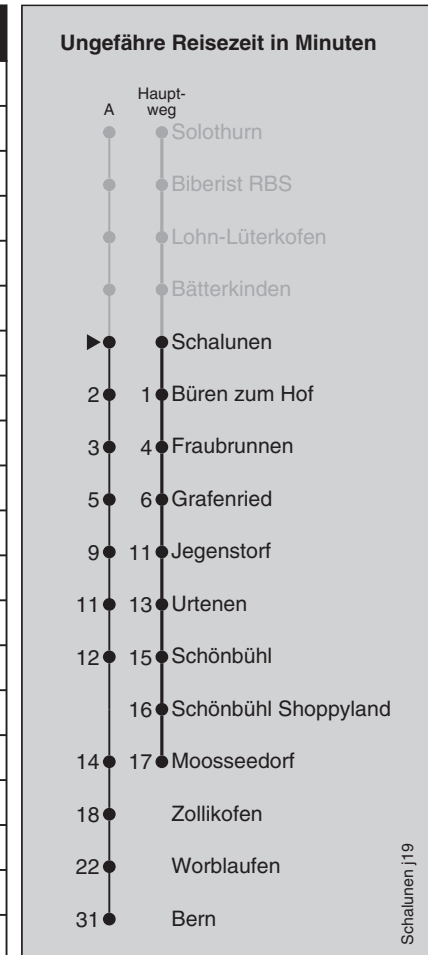 Ungefähre Reisezeit in Minuten
Haupt-
A weg
Solothurn
Biberist RBS
Lohn-Lüterkofen
Bätterkinden
Schalunen
2 1 Büren zum Hof
3 4 Fraubrunnen
5 6 Grafenried
9 11 Jegenstorf
11 13 Urtenen
12 15 Schönbühl
16 Schönbühl Shoppyland
14 17 Moosseedorf
18 Zollikofen
22 Worblaufen
31 Bern
Schalunen j19